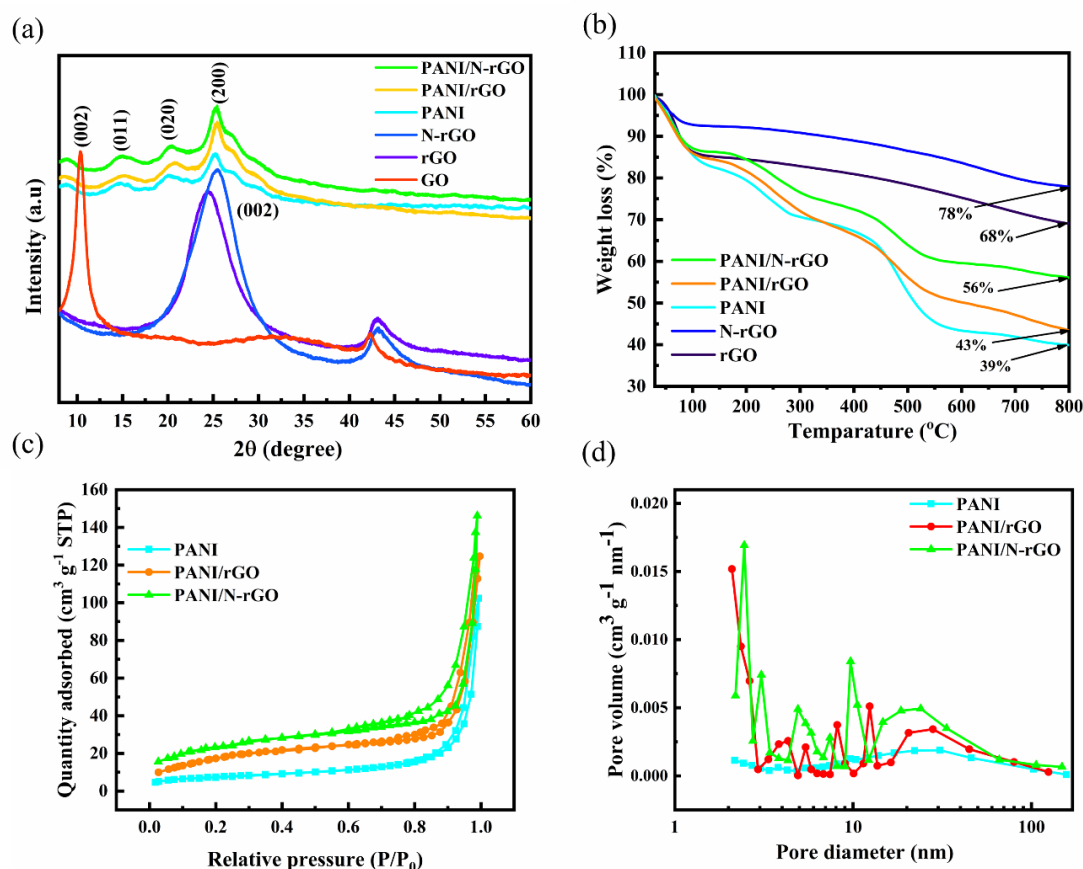 (a)
(002)
(011)
(020)
(200)
(002)
PANI/N-rGO
PANI/rGO
PANI
N-rGO
rGO
GO
Intensity (a.u)
10 15 20 25 30 35 40 45 50 55 60
2θ (degree)
(b)
110
100
90
80
70
60
50
40
30
Weight loss (%)
78%
68%
56%
43%
39%
PANI/N-rGO
PANI/rGO
PANI
N-rGO
rGO
100 200 300 400 500 600 700 800
Temparature (°C)
(c)
160
140
120
100
80
60
40
20
0
Quantity adsorbed (cm³ g⁻¹ STP)
PANI
PANI/rGO
PANI/N-rGO
0.0 0.2 0.4 0.6 0.8 1.0
Relative pressure (P/P₀)
(d)
0.020
0.015
0.010
0.005
0.000
Pore volume (cm³ g⁻¹ nm⁻¹)
PANI
PANI/rGO
PANI/N-rGO
1 10 100
Pore diameter (nm)